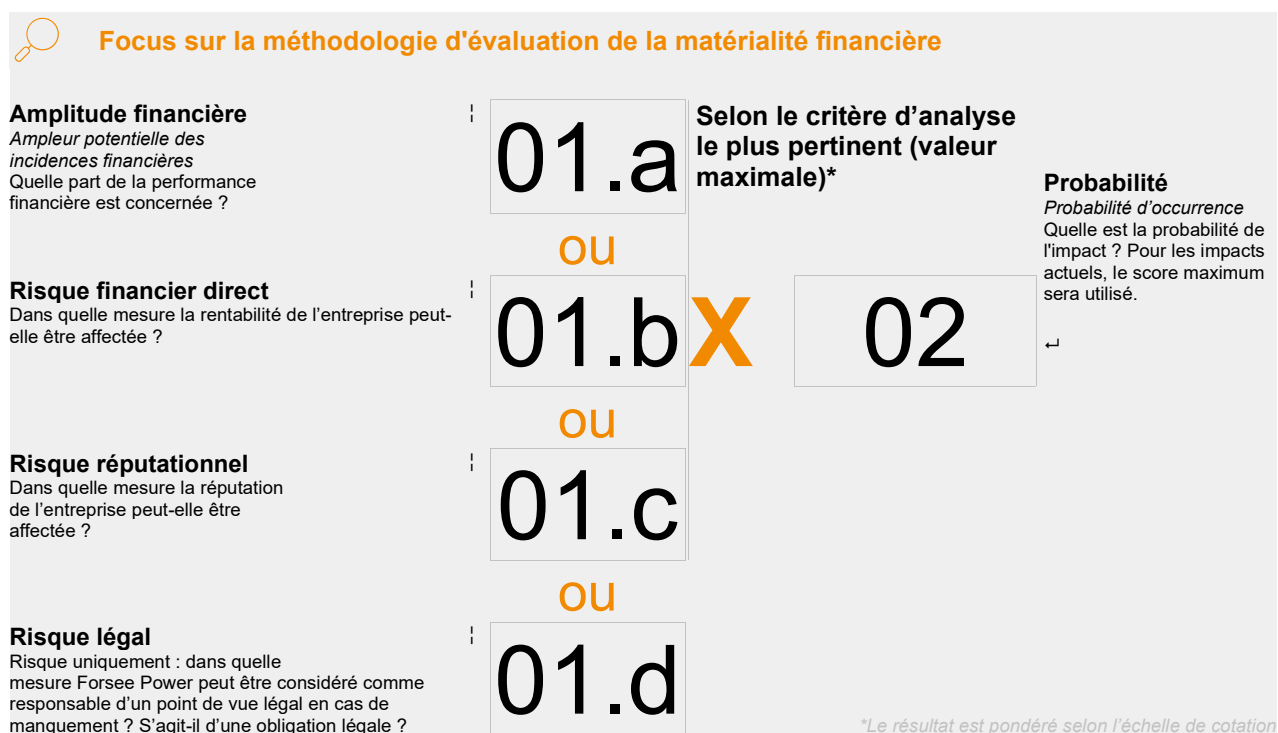 Focus sur la méthodologie d'évaluation de la matérialité financière
Amplitude financière
Ampleur potentielle des
incidences financières
Quelle part de la performance
financière est concernée ?
01.a
Selon le critère d’analyse
le plus pertinent (valeur
maximale)*
ou
Risque financier direct
Dans quelle mesure la rentabilité de l’entreprise peut-
elle être affectée ?
01.b
X
02
Probabilité
Probabilité d’occurrence
Quelle est la probabilité de
l'impact ? Pour les impacts
actuels, le score maximum
sera utilisé.
ou
Risque réputationnel
Dans quelle mesure la réputation
de l’entreprise peut-elle être
affectée ?
01.c
ou
Risque légal
Risque uniquement : dans quelle
mesure Forsee Power peut être considéré comme
responsable d’un point de vue légal en cas de
manquement ? S’agit-il d’une obligation légale ?
01.d
*Le résultat est pondéré selon l’échelle de cotation